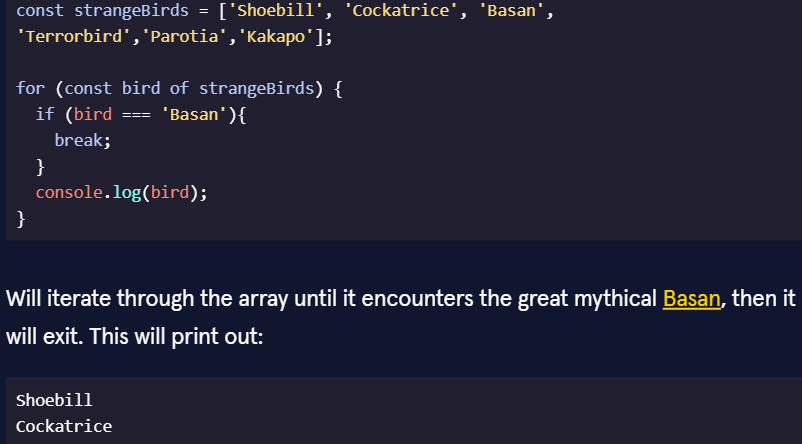 const strangeBirds = ['Shoebill', 'Cockatrice', 'Basan',
'Terrorbird','Parotia','Kakapo'];
for (const bird of strangeBirds) {
if (bird === 'Basan'){
break;
}
console.log(bird);
}
Will iterate through the array until it encounters the great mythical Basan, then it
will exit. This will print out:
Shoebill
Cockatrice